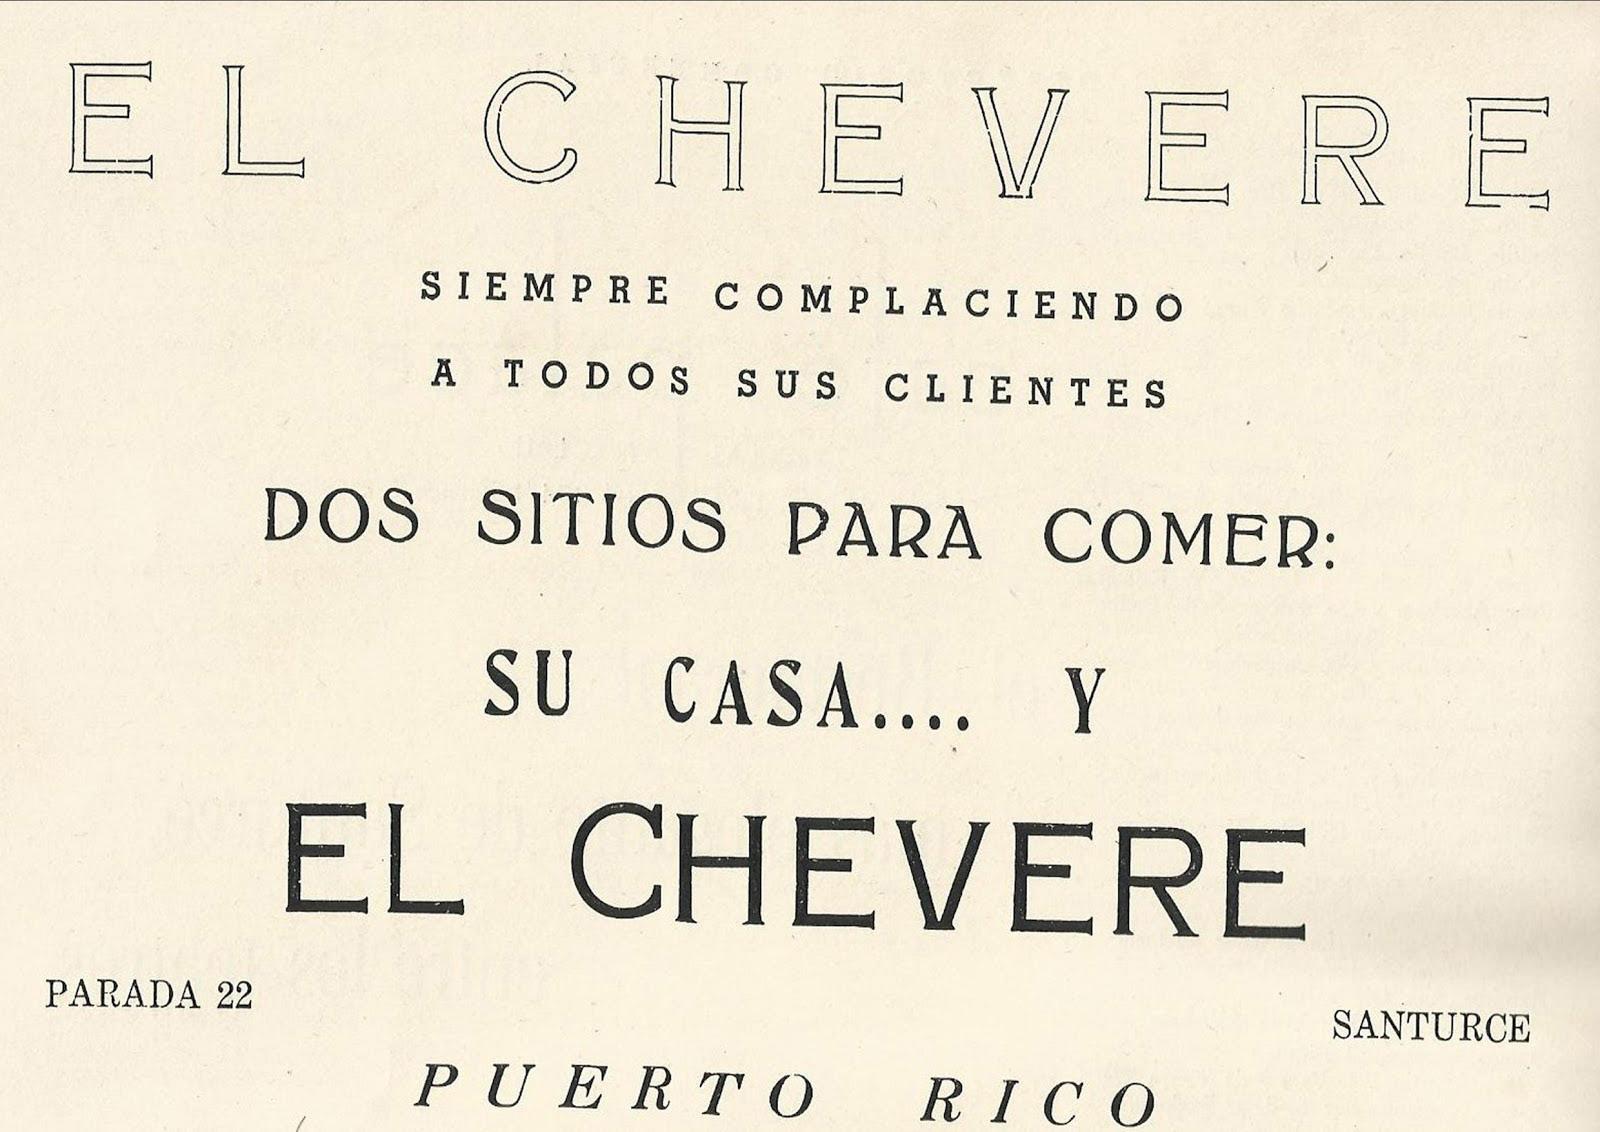 EL CHEVERE
SIEMPRE COMPLACIENDO
A TODOS SUS CLIENTES
DOS SITIOS PARA COMER:
SU CASA.... Y
EL CHEVERE
PARADA 22
SANTURCE
PUERTO RICO